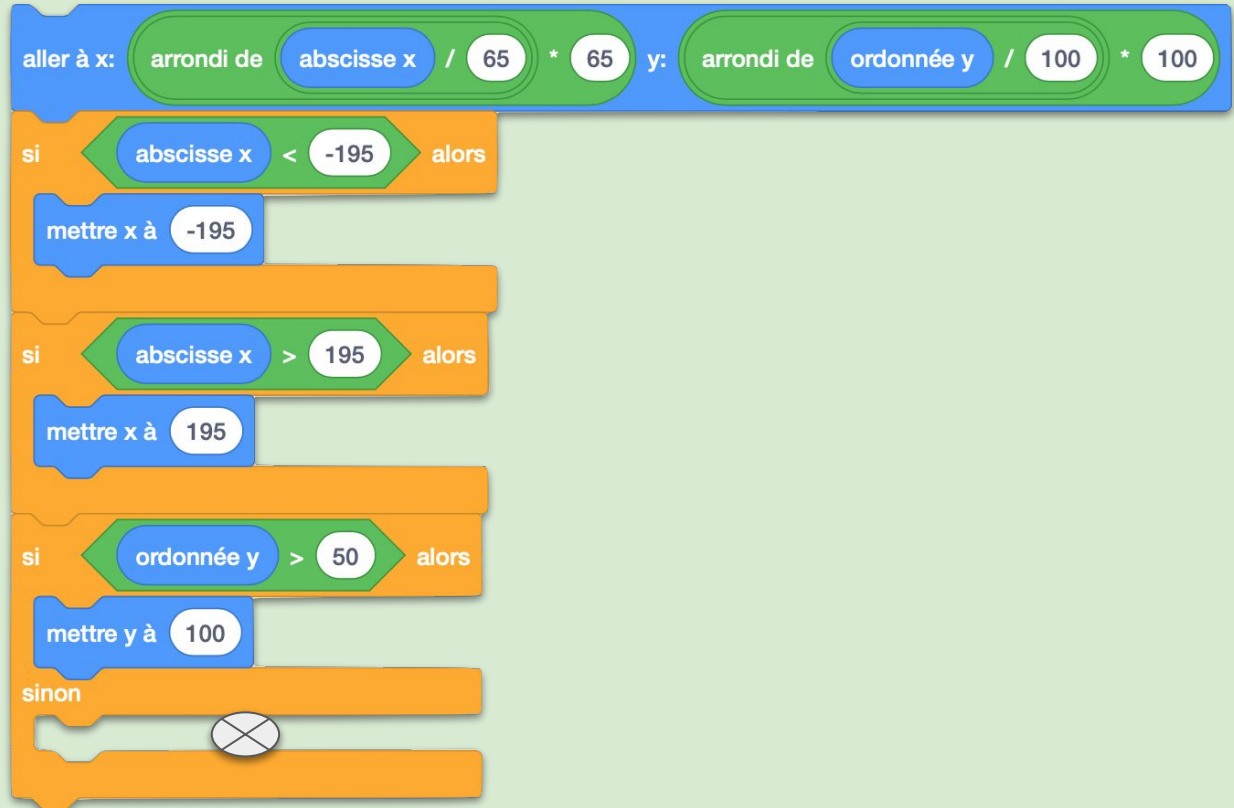 aller à x: arrondi de abscisse x / 65 * 65 y: arrondi de ordonnée y / 100 * 100
si abscisse x < -195 alors
mettre x à -195
si abscisse x > 195 alors
mettre x à 195
si ordonnée y > 50 alors
mettre y à 100
sinon